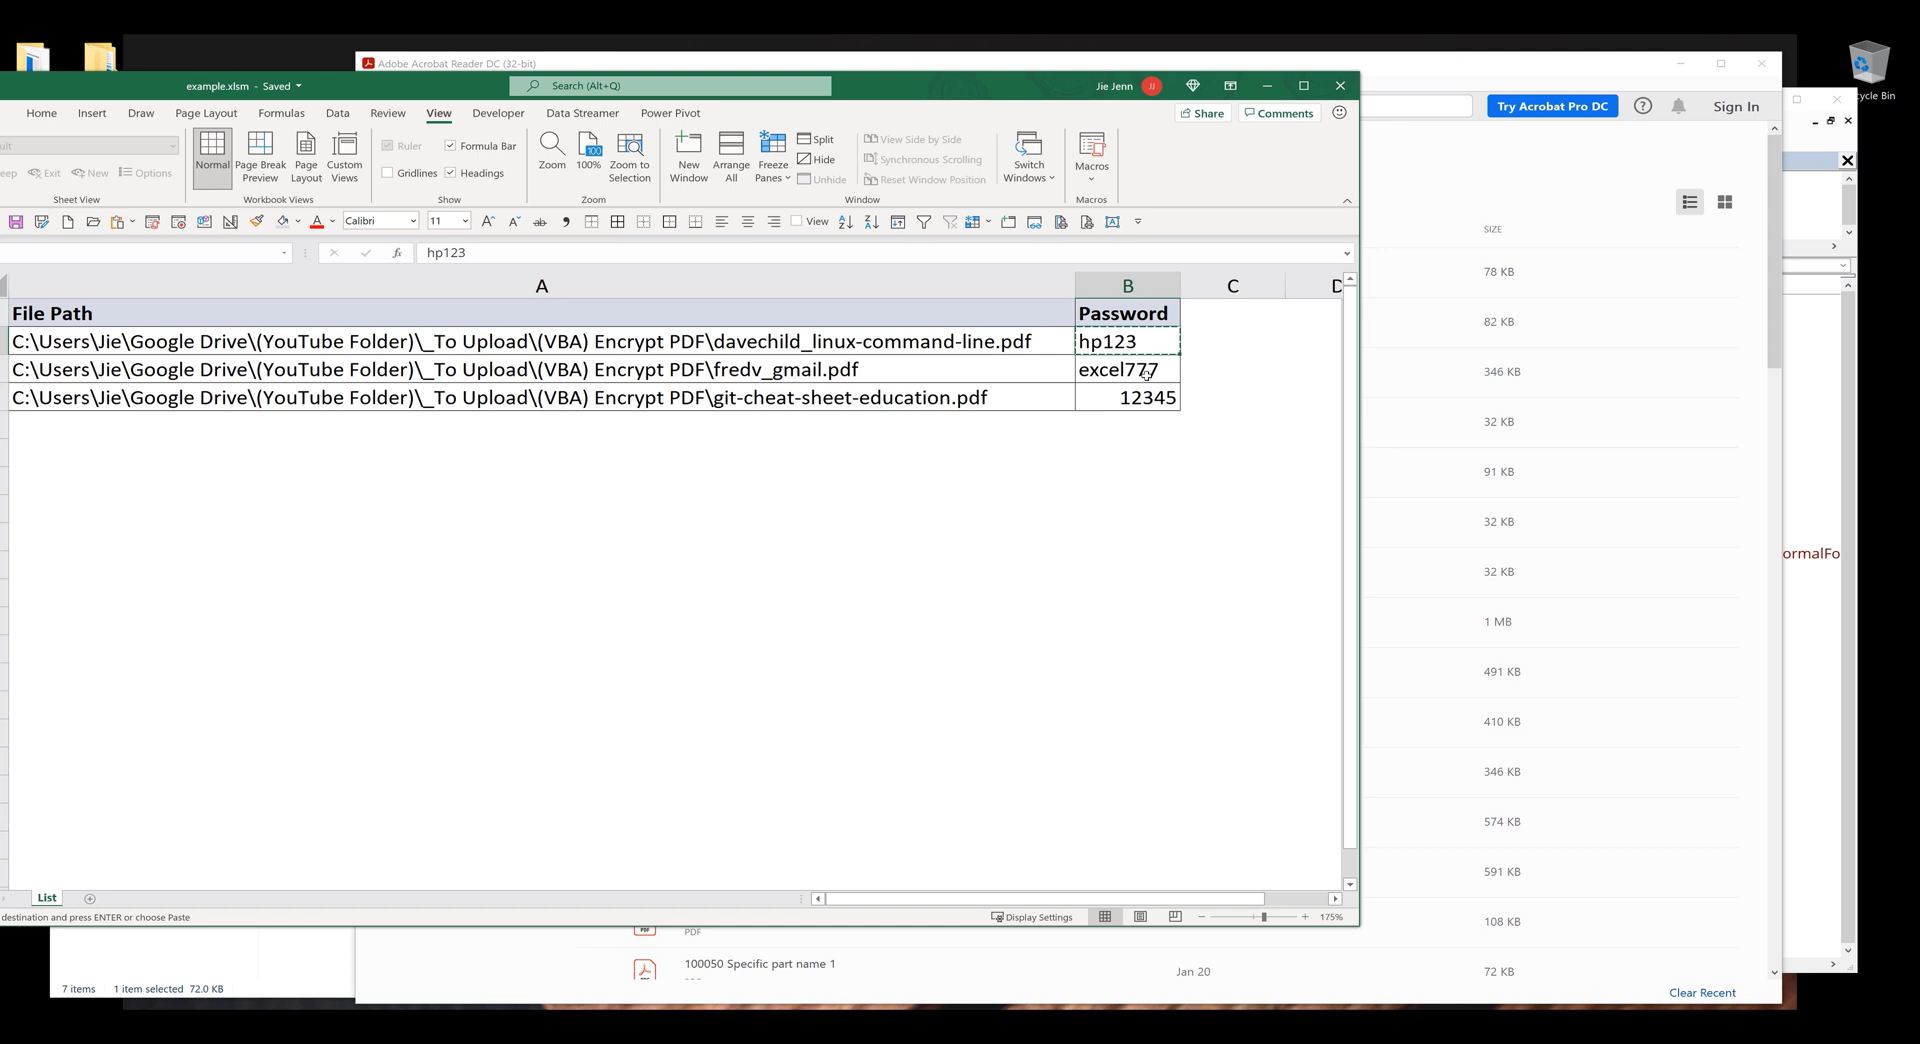 Adobe Acrobat Reader DC (32-bit)
example.xlsm - Saved
Search (Alt+Q)
Jie Jenn
JJ
Home Insert Draw Page Layout Formulas Data Review View Developer Data Streamer Power Pivot
Share
Comments
Try Acrobat Pro DC
Sign In
cycle Bin
ult
eep Exit New Options
Sheet View
Normal
Page Break Preview
Page Layout
Custom Views
Workbook Views
Ruler
Formula Bar
Gridlines
Headings
Show
Zoom
100%
Zoom to Selection
Zoom
New Window
Arrange All
Freeze Panes
Split
Hide
Unhide
View Side by Side
Synchronous Scrolling
Reset Window Position
Window
Switch Windows
Macros
Macros
Calibri
11
View
fx
hp123
A B C D
File Path Password
C:\Users\Jie\Google Drive\(YouTube Folder)\_To Upload\(VBA) Encrypt PDF\davechild_linux-command-line.pdf hp123
C:\Users\Jie\Google Drive\(YouTube Folder)\_To Upload\(VBA) Encrypt PDF\fredv_gmail.pdf excel777
C:\Users\Jie\Google Drive\(YouTube Folder)\_To Upload\(VBA) Encrypt PDF\git-cheat-sheet-education.pdf 12345
SIZE
78 KB
82 KB
346 KB
32 KB
91 KB
32 KB
ormalFo
32 KB
1 MB
491 KB
410 KB
346 KB
574 KB
591 KB
108 KB
List
destination and press ENTER or choose Paste
Display Settings
175%
PDF
PDF
100050 Specific part name 1
Jan 20
72 KB
7 items 1 item selected 72.0 KB
Clear Recent